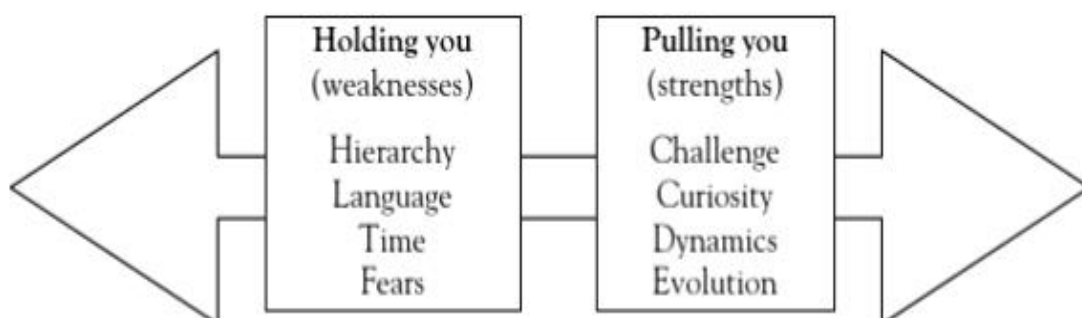 Holding you
(weaknesses)
Hierarchy
Language
Time
Fears
Pulling you
(strengths)
Challenge
Curiosity
Dynamics
Evolution